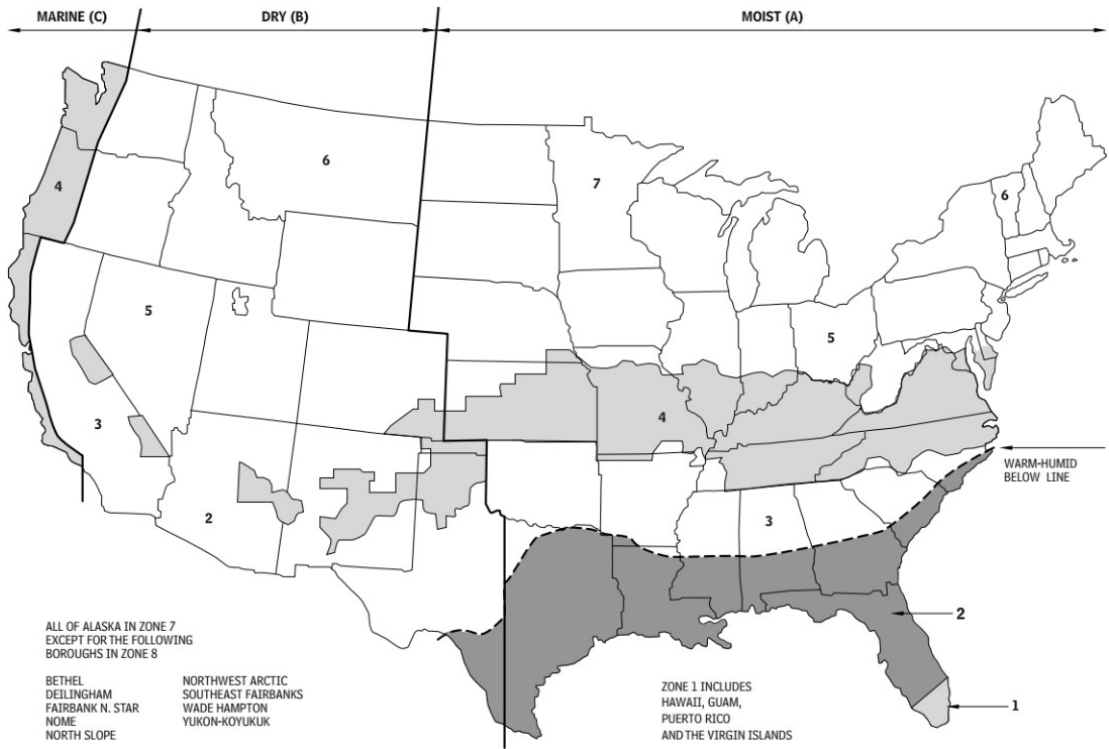 MARINE (C)
DRY (B)
MOIST (A)
6
7
6
4
5
5
4
3
WARM-HUMID
BELOW LINE
2
3
2
ALL OF ALASKA IN ZONE 7
EXCEPT FOR THE FOLLOWING
BOROUGHS IN ZONE 8
BETHEL
DEILINGHAM
FAIRBANK N. STAR
NOME
NORTH SLOPE
NORTHWEST ARCTIC
SOUTHEAST FAIRBANKS
WADE HAMPTON
YUKON-KOYUKUK
ZONE 1 INCLUDES
HAWAII, GUAM,
PUERTO RICO
AND THE VIRGIN ISLANDS
1